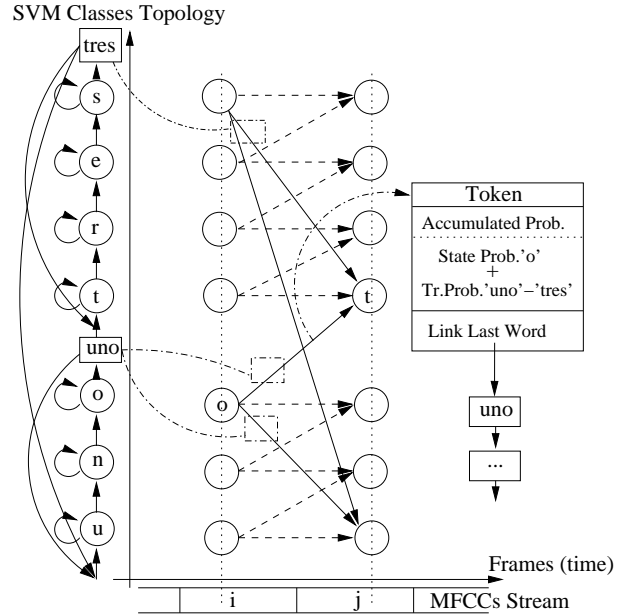 SVM Classes Topology
tres
s
e
r
t
uno
o
n
u
o
t
Token
Accumulated Prob.
State Prob.'o'
+
Tr.Prob.'uno'–'tres'
Link Last Word
uno
...
Frames (time)
i
j
MFCCs Stream